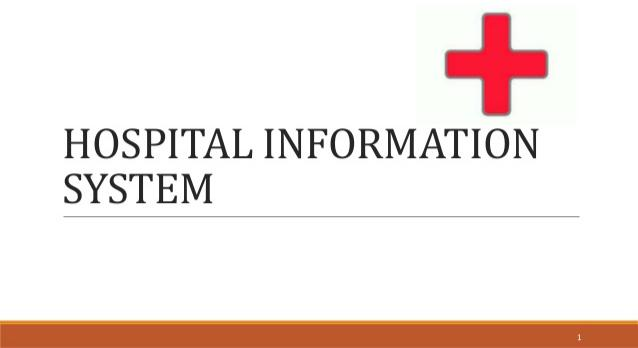 HOSPITAL INFORMATION
SYSTEM
1